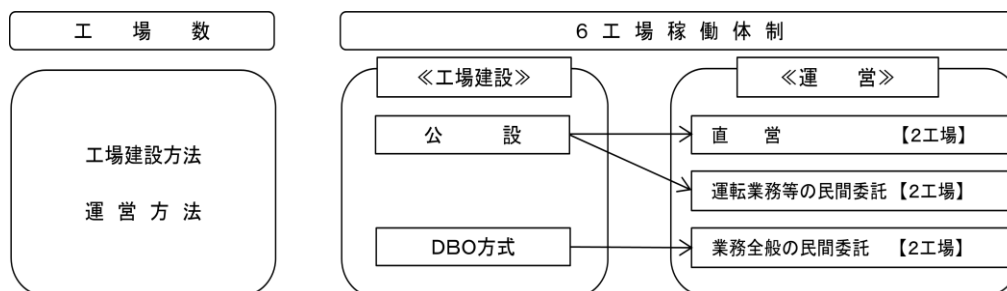 工場数
6工場稼働体制
工場建設方法
運営方法
≪工場建設≫
公設
DBO方式
≪運営≫
直営【2工場】
運転業務等の民間委託【2工場】
業務全般の民間委託【2工場】